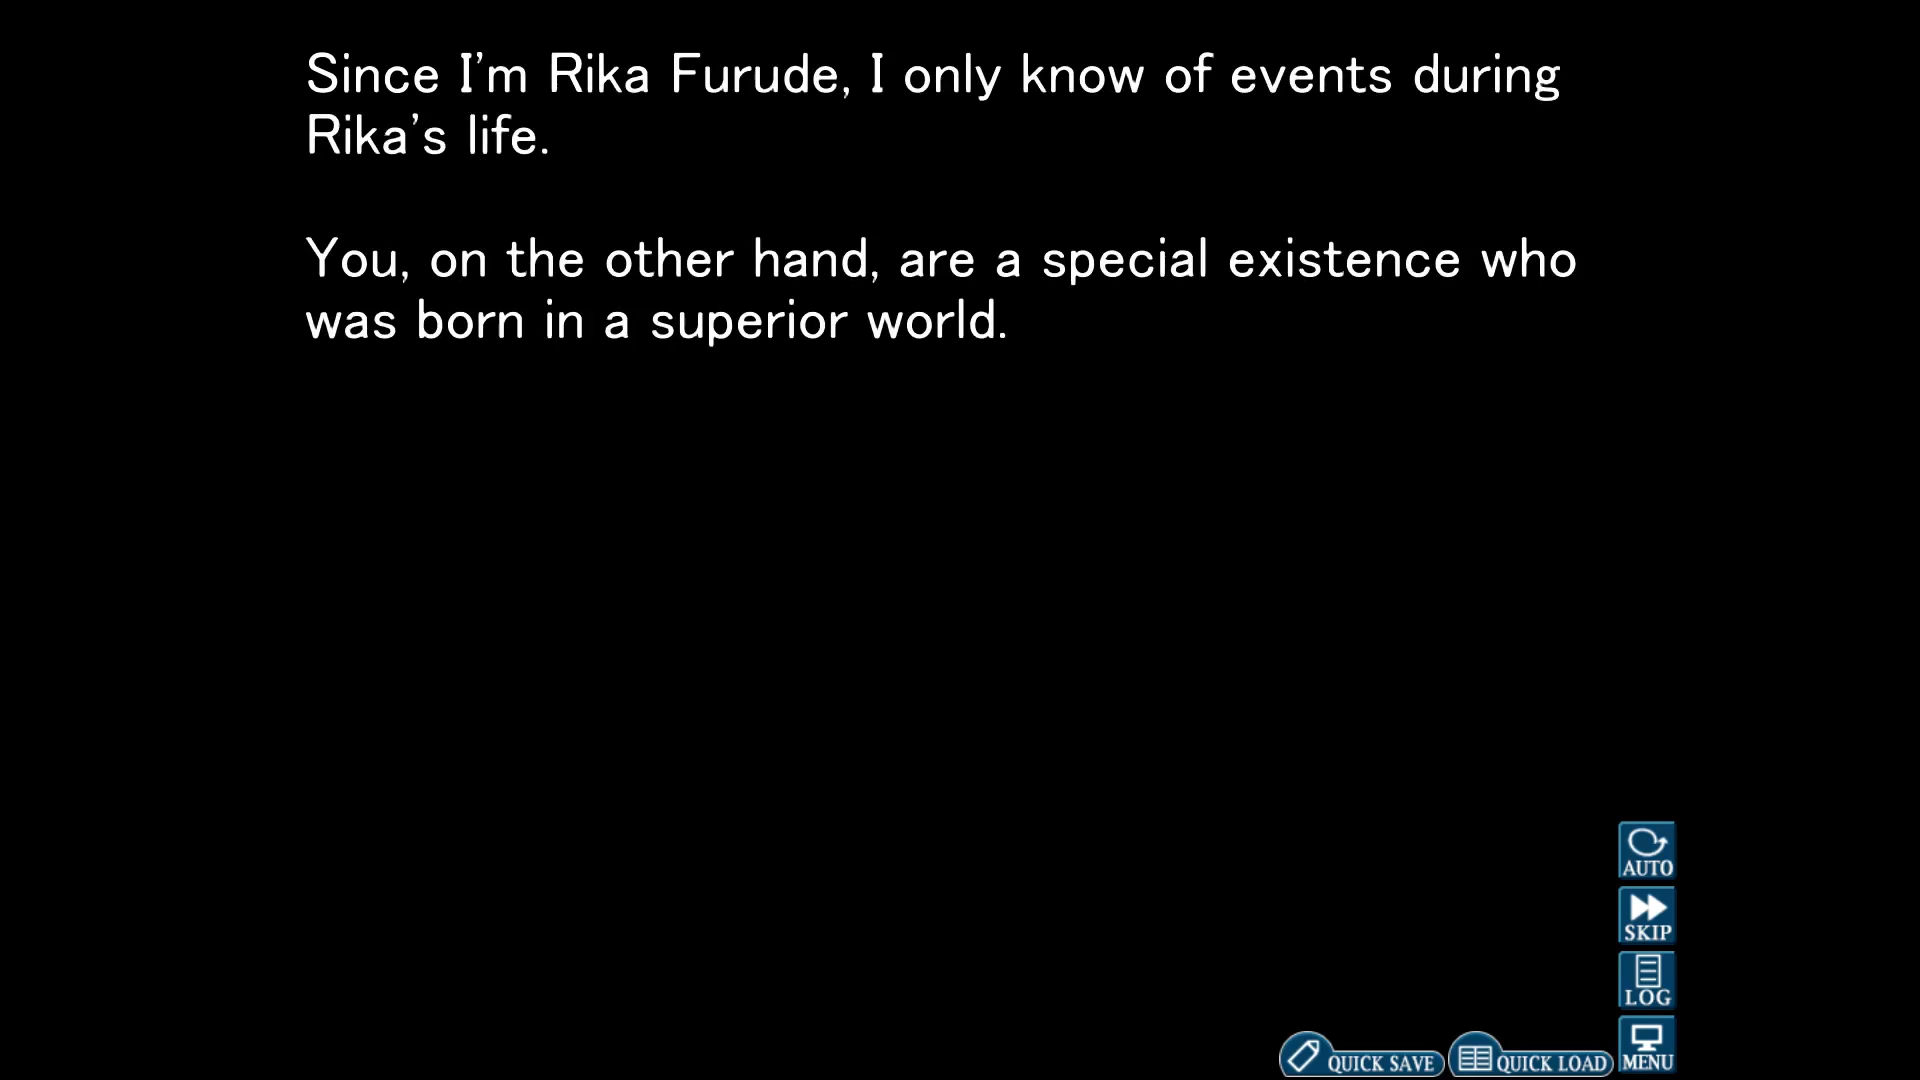 Since I'm Rika Furude, I only know of events during
Rika's life.
You, on the other hand, are a special existence who
was born in a superior world.
AUTO
SKIP
LOG
MENU
QUICK SAVE
QUICK LOAD